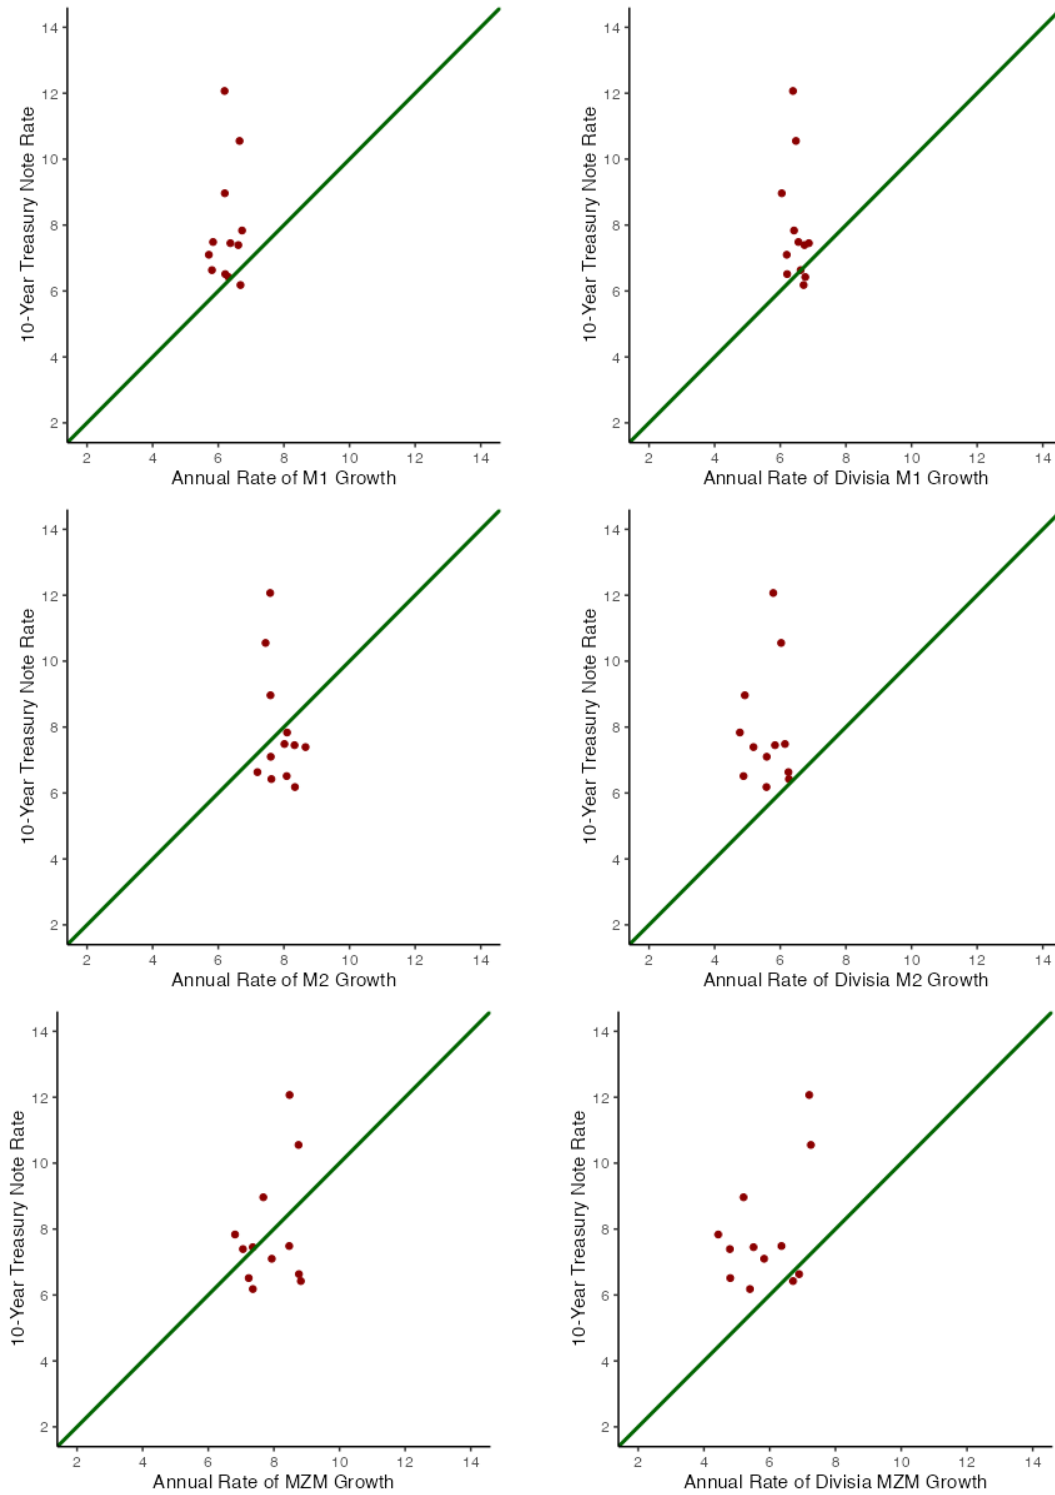 10-Year Treasury Note Rate
14
12
10
8
6
4
2
2 4 6 8 10 12 14
Annual Rate of M1 Growth
10-Year Treasury Note Rate
14
12
10
8
6
4
2
2 4 6 8 10 12 14
Annual Rate of Divisia M1 Growth
10-Year Treasury Note Rate
14
12
10
8
6
4
2
2 4 6 8 10 12 14
Annual Rate of M2 Growth
10-Year Treasury Note Rate
14
12
10
8
6
4
2
2 4 6 8 10 12 14
Annual Rate of Divisia M2 Growth
10-Year Treasury Note Rate
14
12
10
8
6
4
2
2 4 6 8 10 12 14
Annual Rate of MZM Growth
10-Year Treasury Note Rate
14
12
10
8
6
4
2
2 4 6 8 10 12 14
Annual Rate of Divisia MZM Growth